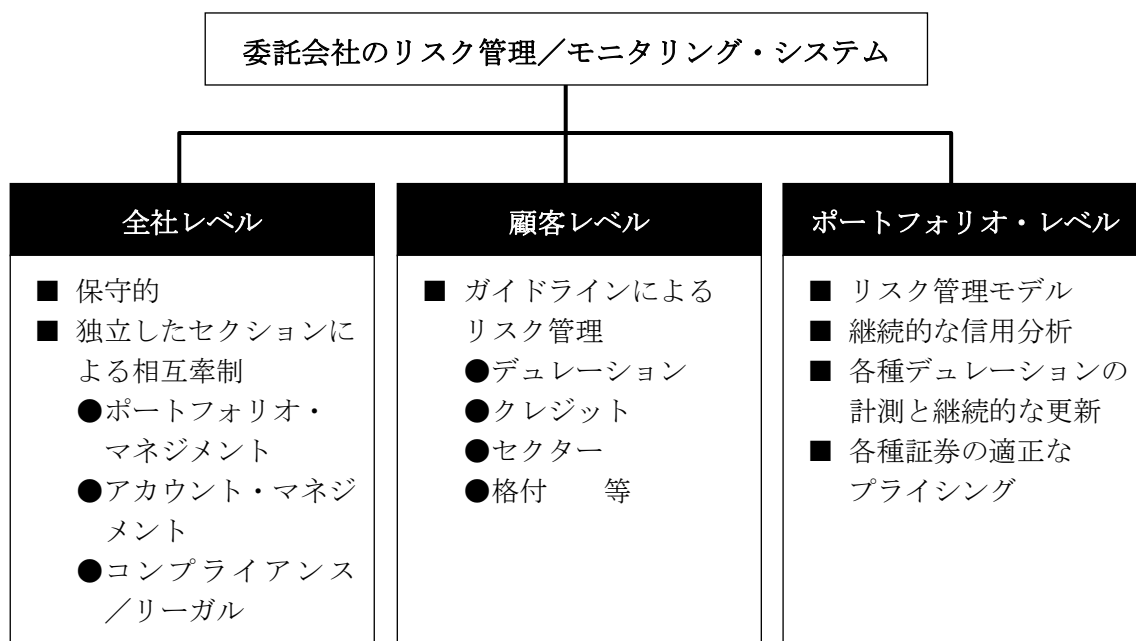 委託会社のリスク管理／モニタリング・システム
全社レベル
■ 保守的
■ 独立したセクションに
よる相互牽制
●ポートフォリオ・
マネジメント
●アカウント・マネジ
メント
●コンプライアンス
／リーガル
顧客レベル
■ ガイドラインによる
リスク管理
●デュレーション
●クレジット
●セクター
●格付　　等
ポートフォリオ・レベル
■ リスク管理モデル
■ 継続的な信用分析
■ 各種デュレーションの
計測と継続的な更新
■ 各種証券の適正な
プライシング